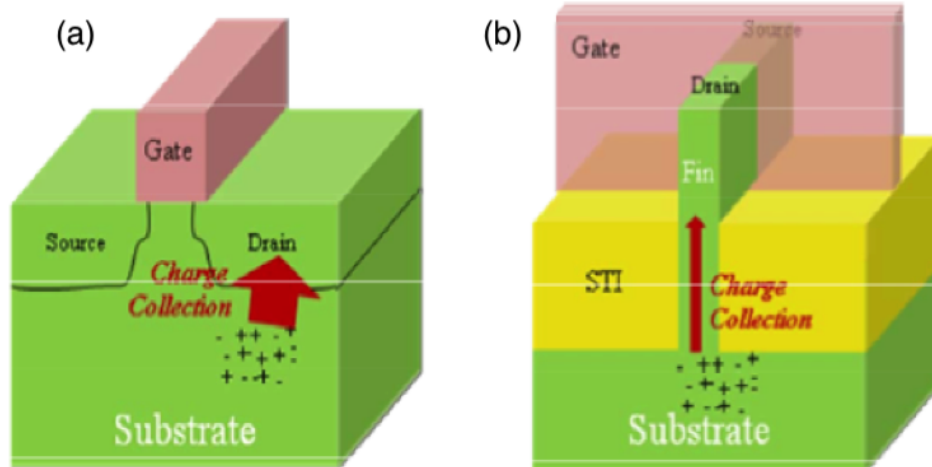 (a)
Gate
Source
Drain
Charge
Collection
- ++ + -
- + + + -
+ - + -
Substrate
(b)
Gate
Source
Drain
Fin
STI
Charge
Collection
- ++ + -
- + + + -
+ - + -
Substrate